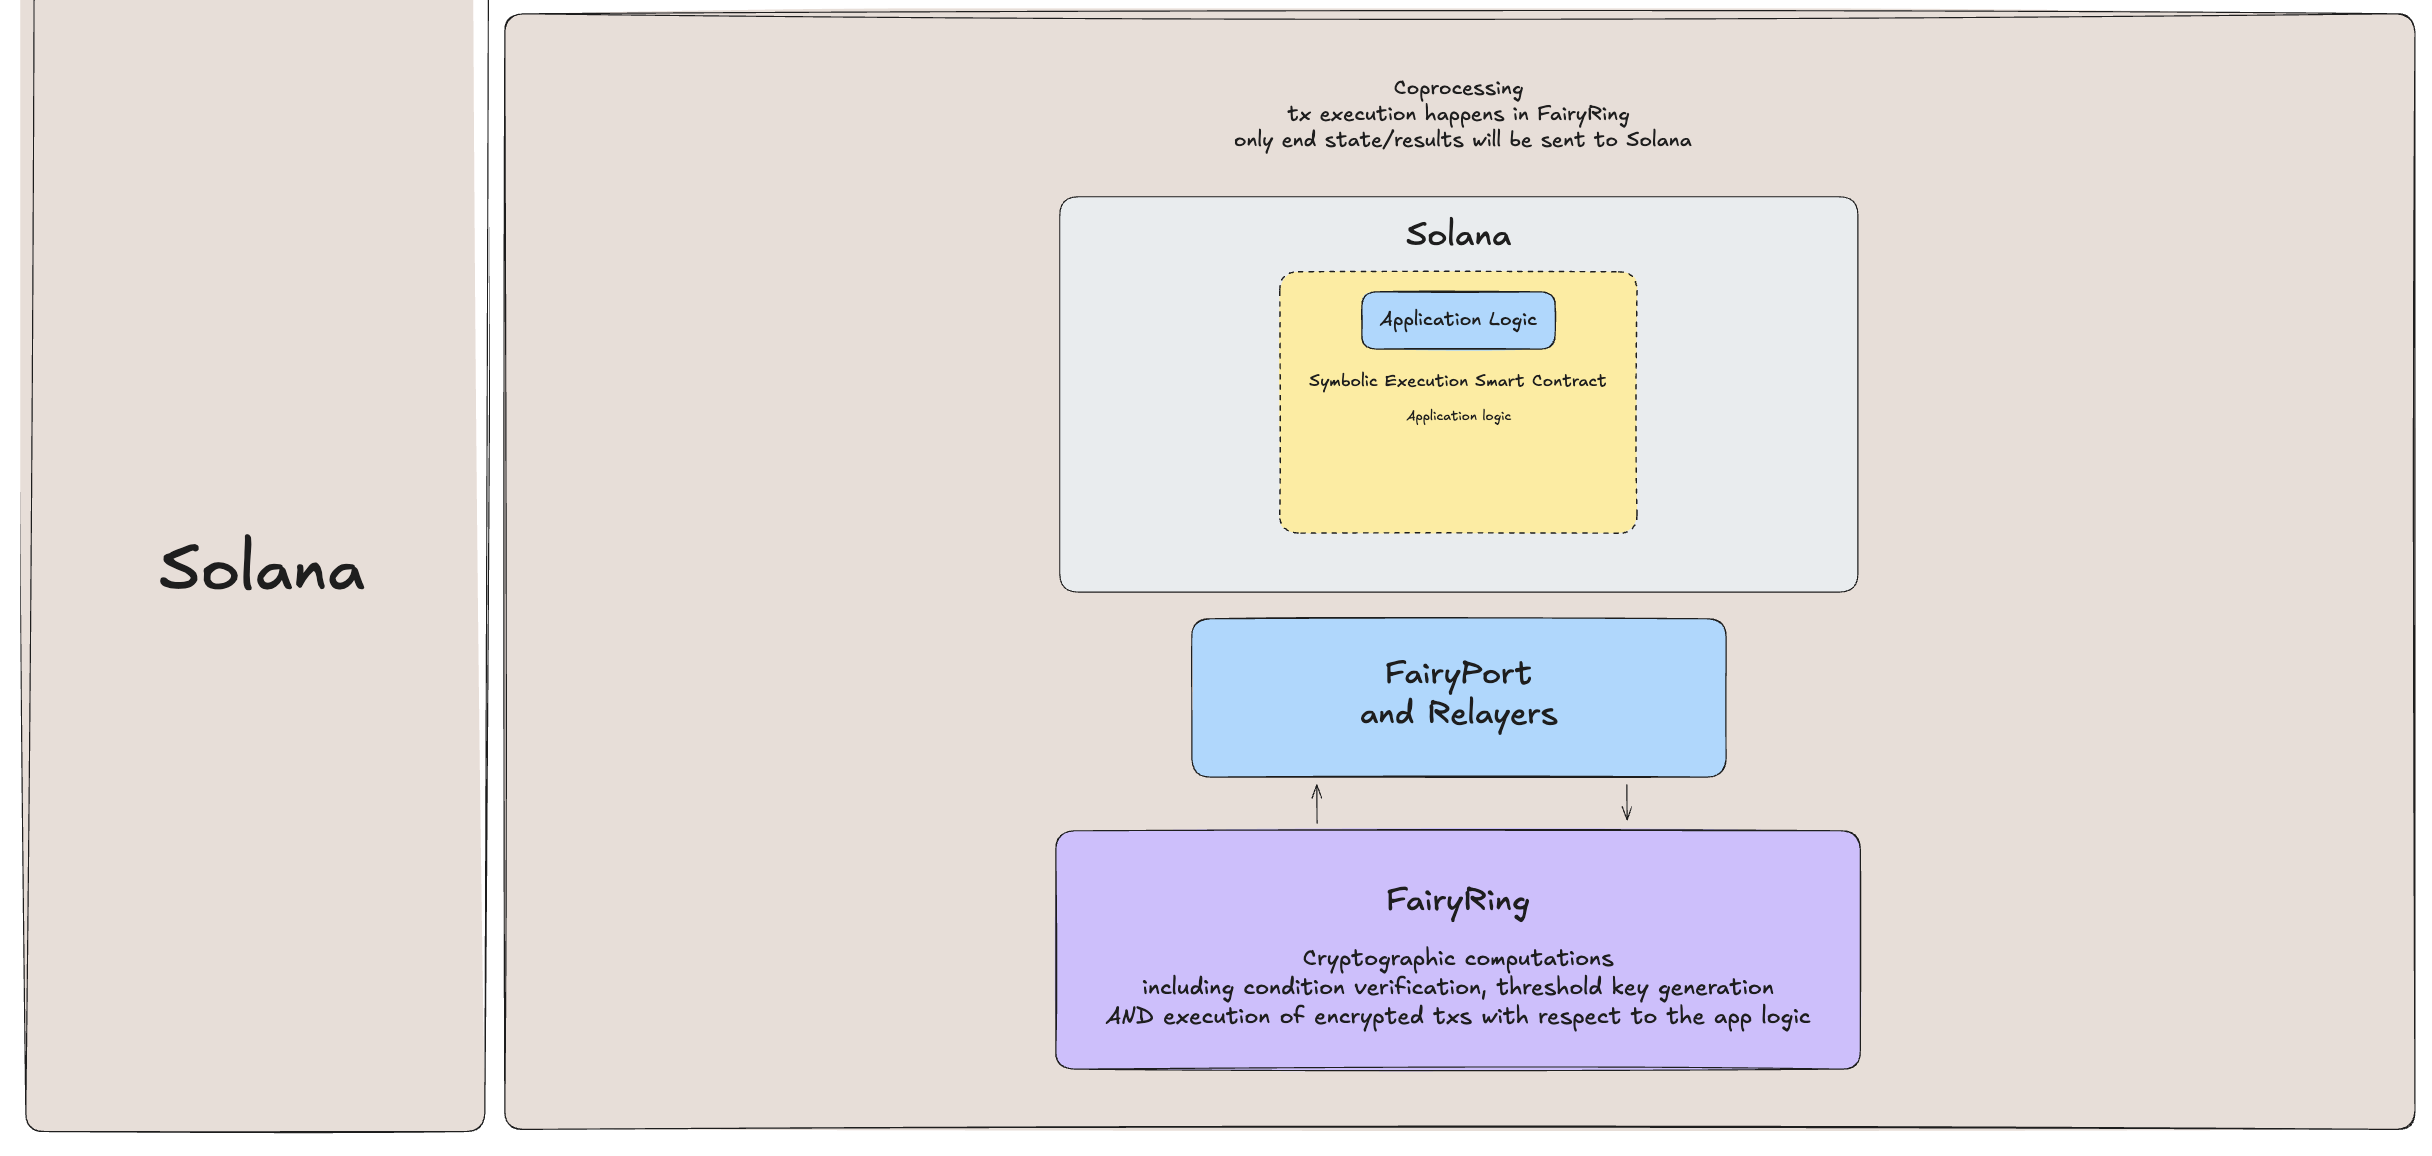 Solana
Coprocessing
tx execution happens in FairyRing
only end state/results will be sent to Solana
Solana
Application Logic
Symbolic Execution Smart Contract
Application logic
FairyPort
and Relayers
FairyRing
Cryptographic computations
including condition verification, threshold key generation
AND execution of encrypted txs with respect to the app logic